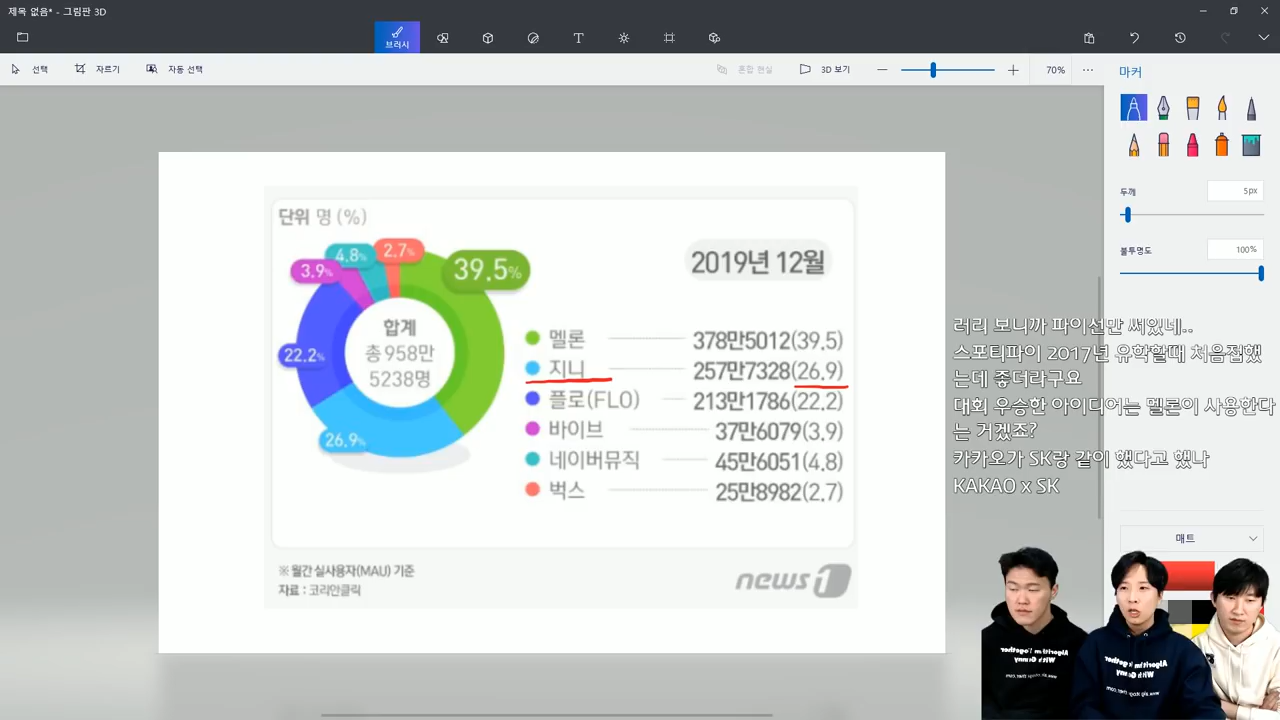 제목 없음* - 그림판 3D
브러시
선택
자르기
자동 선택
혼합 현실
3D 보기
70%
마커
두께
5px
불투명도
100%
매트
단위 명 (%)
2019년 12월
39.5%
2.7%
4.8%
3.9%
22.2%
26.9%
합계
총 958만
5238명
멜론 378만5012(39.5)
지니 257만7328(26.9)
플로(FLO) 213만1786(22.2)
바이브 37만6079(3.9)
네이버뮤직 45만6051(4.8)
벅스 25만8982(2.7)
※ 월간 실사용자(MAU) 기준
자료 : 코리안클릭
news1
러리 보니까 파이선만 써있네..
스포티파이 2017년 유학할때 처음접했
는데 좋더라구요
대회 우승한 아이디어는 멜론이 사용한다
는 거겠죠?
카카오가 SK랑 같이 했다고 했나
KAKAO x SK
Algorithm Together
With Gunny
Algorithm Together
With Gunny